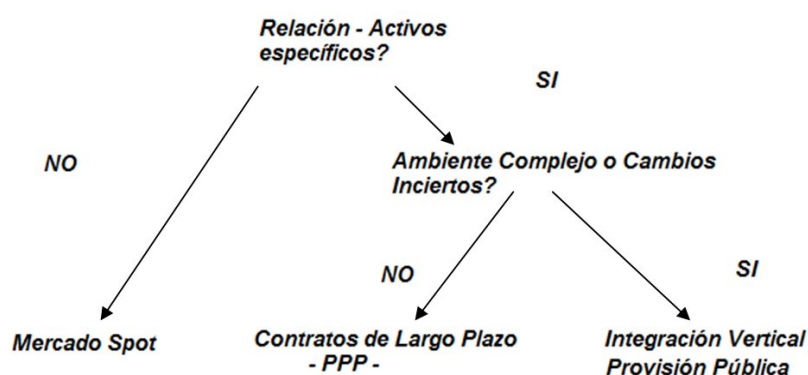 Relación - Activos
específicos?
SI
NO
Ambiente Complejo o Cambios
Inciertos?
NO
SI
Mercado Spot
Contratos de Largo Plazo
- PPP -
Integración Vertical
Provisión Pública